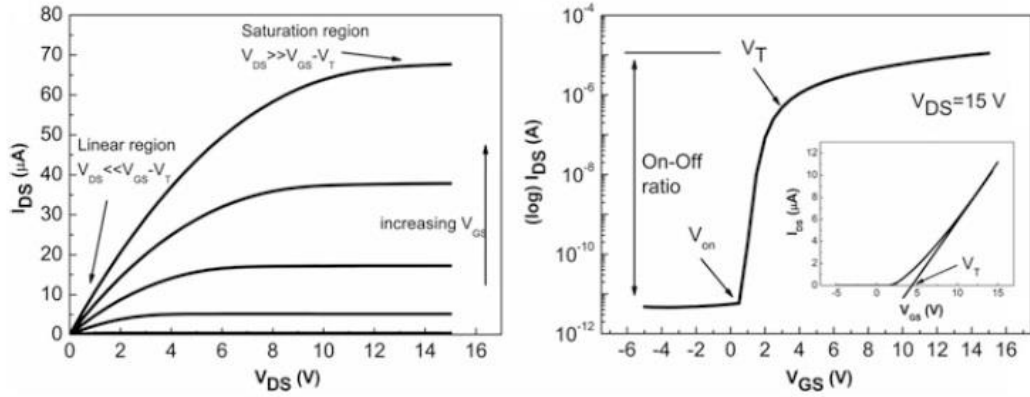 80
70
60
50
40
30
20
10
0
I_DS (μA)
Saturation region
V_DS>>V_GS-V_T
Linear region
V_DS<<V_GS-V_T
increasing V_GS
0 2 4 6 8 10 12 14 16
V_DS (V)
10^-4
10^-6
10^-8
10^-10
10^-12
(log) I_DS (A)
V_T
V_DS=15 V
On-Off
ratio
V_on
12
10
8
6
4
2
0
I_DS (μA)
V_T
-5 0 5 10 15
V_GS (V)
-6 -4 -2 0 2 4 6 8 10 12 14 16
V_GS (V)